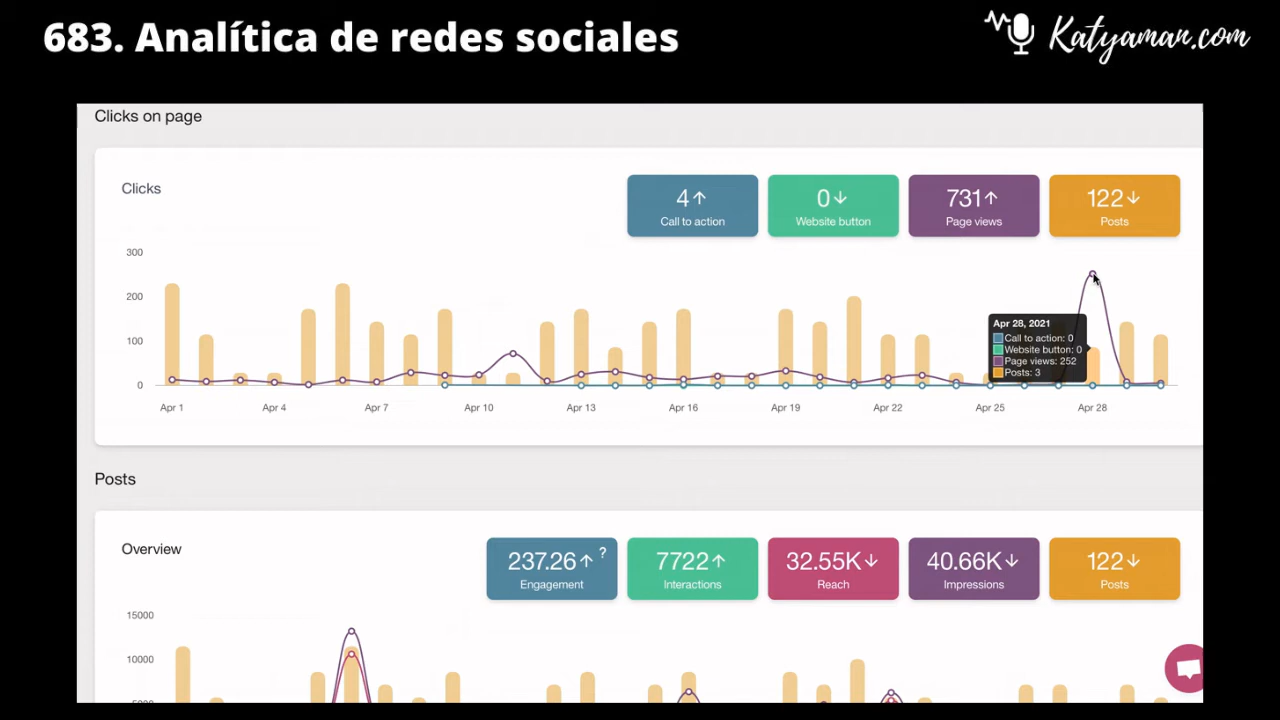 683. Analítica de redes sociales
Katyaman.com
Clicks on page
Clicks
4↑
Call to action
0↓
Website button
731↑
Page views
122↓
Posts
300
200
100
0
Apr 28, 2021
Call to action: 0
Website button: 0
Page views: 252
Posts: 3
Apr 1
Apr 4
Apr 7
Apr 10
Apr 13
Apr 16
Apr 19
Apr 22
Apr 25
Apr 28
Posts
Overview
237.26↑ ?
Engagement
7722↑
Interactions
32.55K↓
Reach
40.66K↓
Impressions
122↓
Posts
15000
10000
5000